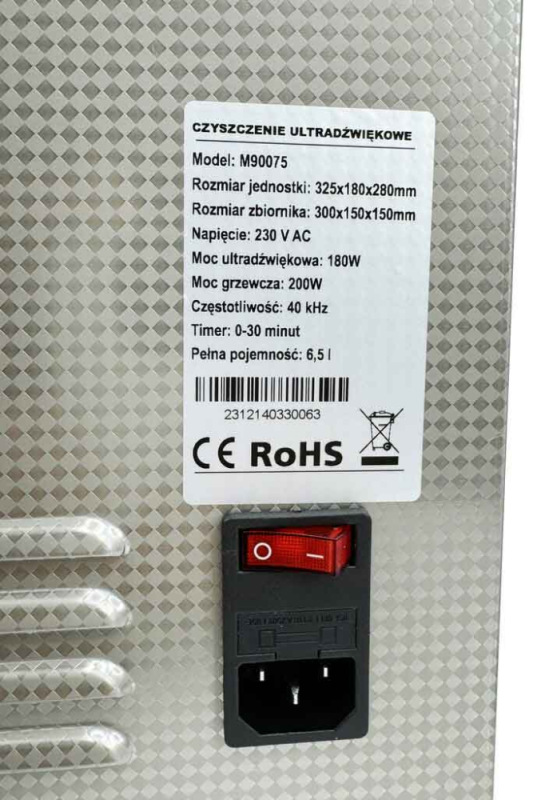 CZYSZCZENIE ULTRADŹWIĘKOWE
Model: M90075
Rozmiar jednostki: 325x180x280mm
Rozmiar zbiornika: 300x150x150mm
Napięcie: 230 V AC
Moc ultradźwiękowa: 180W
Moc grzewcza: 200W
Częstotliwość: 40 kHz
Timer: 0-30 minut
Pełna pojemność: 6,5 l
2312140330063
CE RoHS